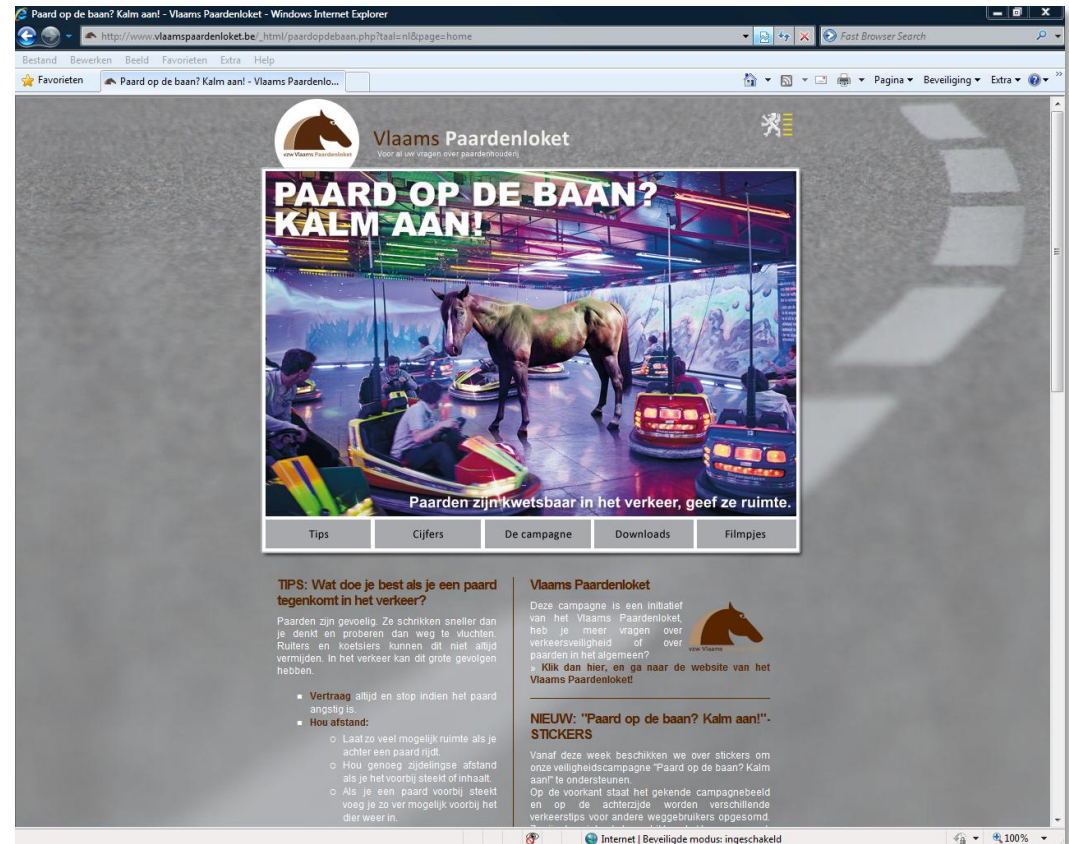 Paard op de baan? Kalm aan! - Vlaams Paardenloket - Windows Internet Explorer
http://www.vlaamspaardenloket.be/_html/paardopdebaan.php?taal=nl&page=home
Fast Browser Search
Bestand Bewerken Beeld Favorieten Extra Help
Favorieten
Paard op de baan? Kalm aan! - Vlaams Paardenlo...
Pagina Beveiliging Extra
vzw Vlaams Paardenloket
Vlaams Paardenloket
Voor al uw vragen over paardenhouderij
PAARD OP DE BAAN?
KALM AAN!
Paarden zijn kwetsbaar in het verkeer, geef ze ruimte.
Tips Cijfers De campagne Downloads Filmpjes
TIPS: Wat doe je best als je een paard
tegenkomt in het verkeer?
Paarden zijn gevoelig. Ze schrikken sneller dan
je denkt en proberen dan weg te vluchten.
Ruiters en koetsiers kunnen dit niet altijd
vermijden. In het verkeer kan dit grote gevolgen
hebben.
Vertraag altijd en stop indien het paard
angstig is.
Hou afstand:
Laat zo veel mogelijk ruimte als je
achter een paard rijdt.
Hou genoeg zijdelingse afstand
als je het voorbij steekt of inhaalt.
Als je een paard voorbij steekt
voeg je zo ver mogelijk voorbij het
dier weer in.
Vlaams Paardenloket
Deze campagne is een initiatief
van het Vlaams Paardenloket,
heb je meer vragen over
verkeersveiligheid of over
paarden in het algemeen?
» Klik dan hier, en ga naar de website van het
Vlaams Paardenloket!
vzw Vlaams
NIEUW: "Paard op de baan? Kalm aan!"-
STICKERS
Vanaf deze week beschikken we over stickers om
onze veiligheidscampagne "Paard op de baan? Kalm
aan!" te ondersteunen.
Op de voorkant staat het gekende campagnebeeld
en op de achterzijde worden verschillende
verkeerstips voor andere weggebruikers opgesomd.
Internet | Beveiligde modus: ingeschakeld
100%